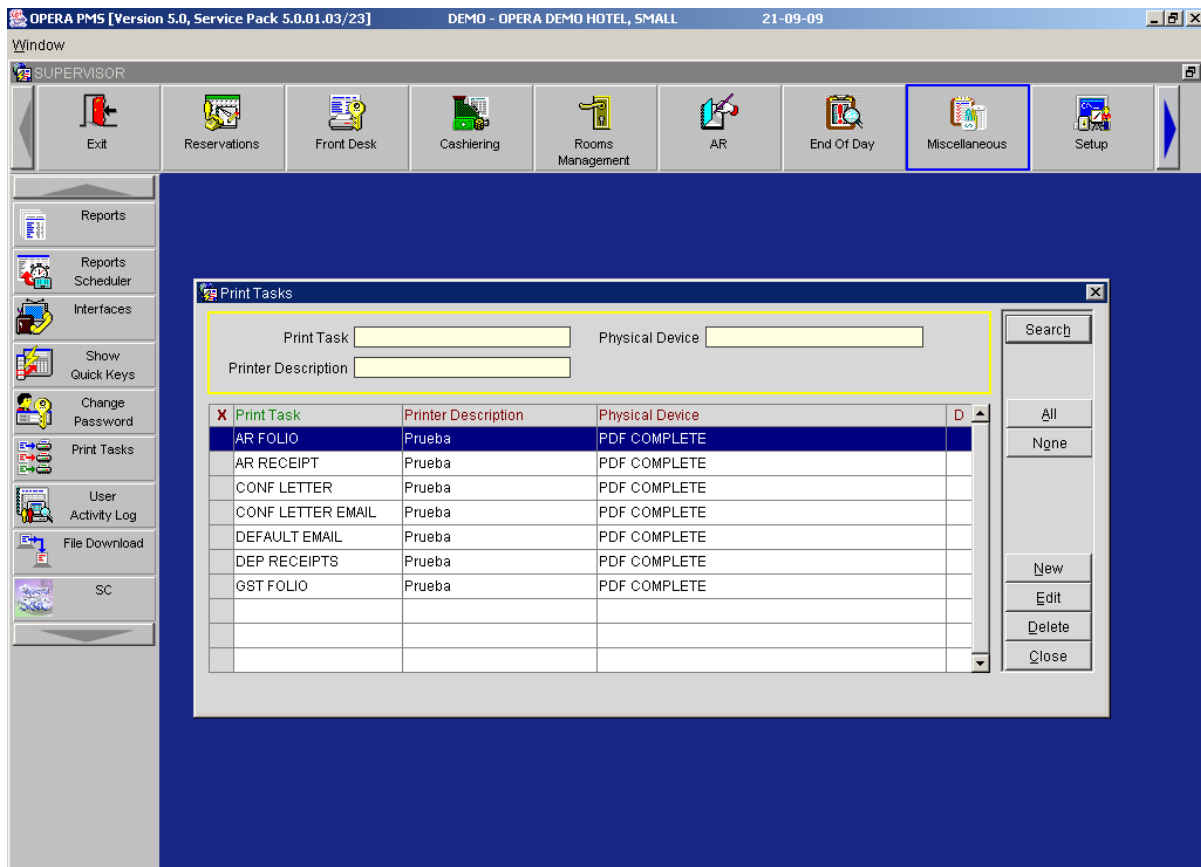 OPERA PMS [Version 5.0, Service Pack 5.0.01.03/23] DEMO - OPERA DEMO HOTEL, SMALL 21-09-09
Window
SUPERVISOR
Exit
Reservations
Front Desk
Cashiering
Rooms
Management
AR
End Of Day
Miscellaneous
Setup
Reports
Reports
Scheduler
Interfaces
Show
Quick Keys
Change
Password
Print Tasks
User
Activity Log
File Download
SC
Print Tasks
Print Task
Physical Device
Printer Description
X Print Task Printer Description Physical Device D
AR FOLIO Prueba PDF COMPLETE
AR RECEIPT Prueba PDF COMPLETE
CONF LETTER Prueba PDF COMPLETE
CONF LETTER EMAIL Prueba PDF COMPLETE
DEFAULT EMAIL Prueba PDF COMPLETE
DEP RECEIPTS Prueba PDF COMPLETE
GST FOLIO Prueba PDF COMPLETE
Search
All
None
New
Edit
Delete
Close